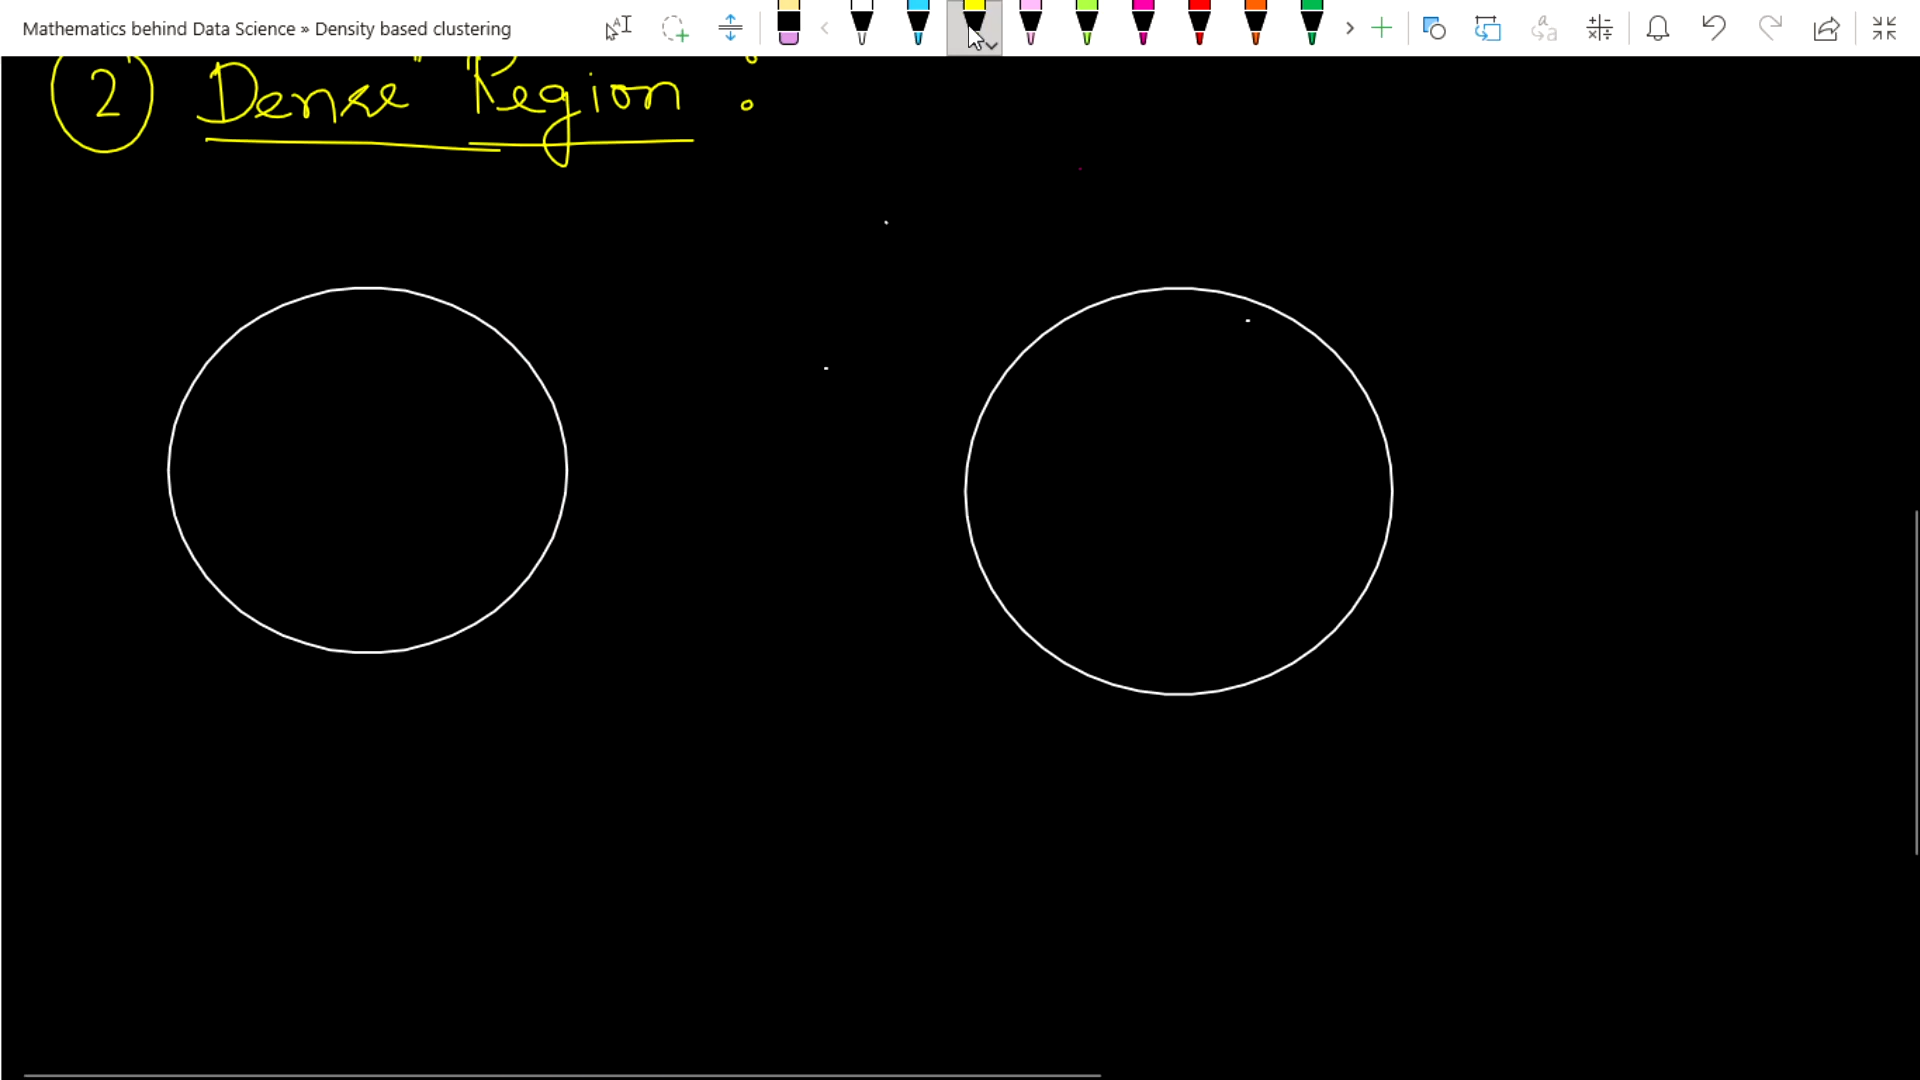 Mathematics behind Data Science » Density based clustering
2 Dense Region :